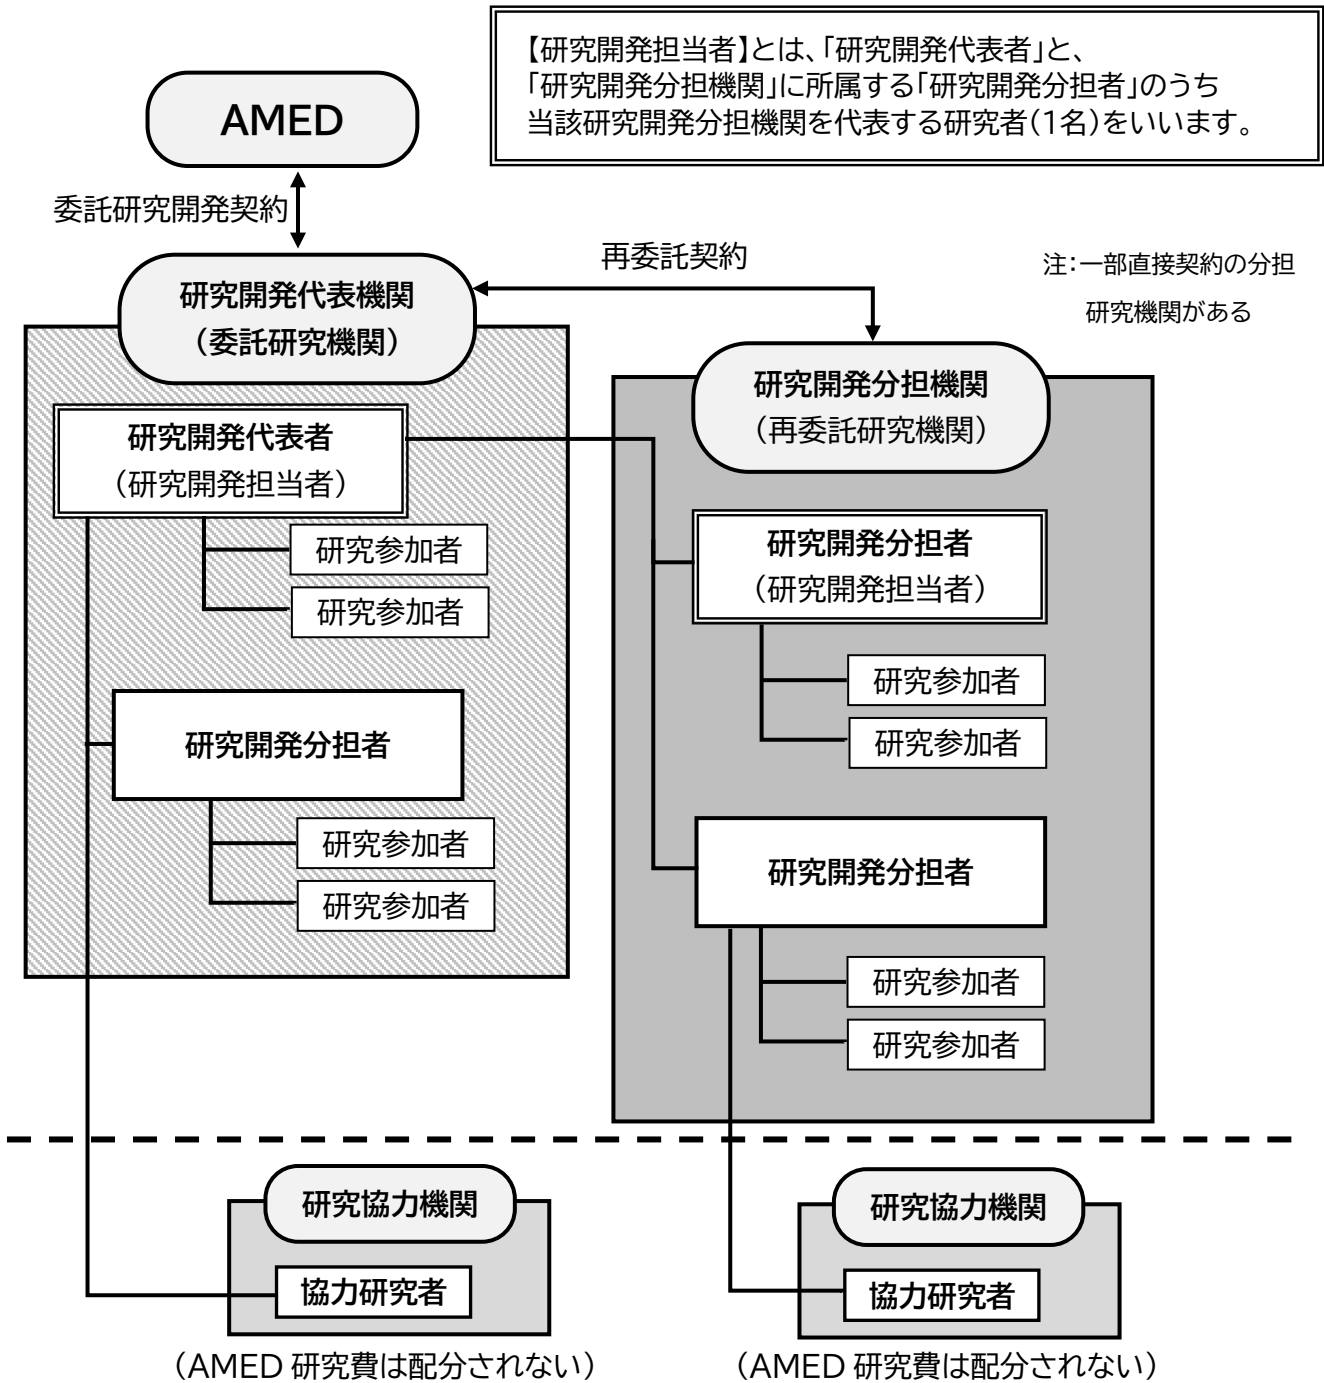 【研究開発担当者】とは、「研究開発代表者」と、
「研究開発分担機関」に所属する「研究開発分担者」のうち
当該研究開発分担機関を代表する研究者(1名)をいいます。
AMED
委託研究開発契約
再委託契約
注:一部直接契約の分担
研究機関がある
研究開発代表機関
(委託研究機関)
研究開発代表者
(研究開発担当者)
研究参加者
研究参加者
研究開発分担者
研究参加者
研究参加者
研究開発分担機関
(再委託研究機関)
研究開発分担者
(研究開発担当者)
研究参加者
研究参加者
研究開発分担者
研究参加者
研究参加者
研究協力機関
協力研究者
(AMED 研究費は配分されない)
研究協力機関
協力研究者
(AMED 研究費は配分されない)